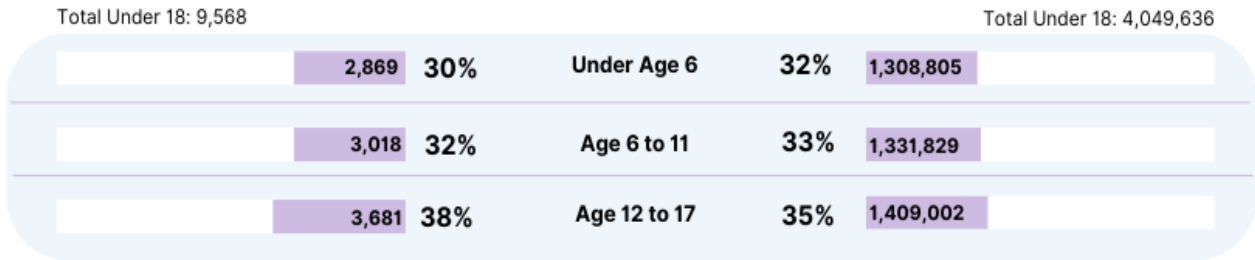 Total Under 18: 9,568 Total Under 18: 4,049,636
2,869 30% Under Age 6 32% 1,308,805
3,018 32% Age 6 to 11 33% 1,331,829
3,681 38% Age 12 to 17 35% 1,409,002